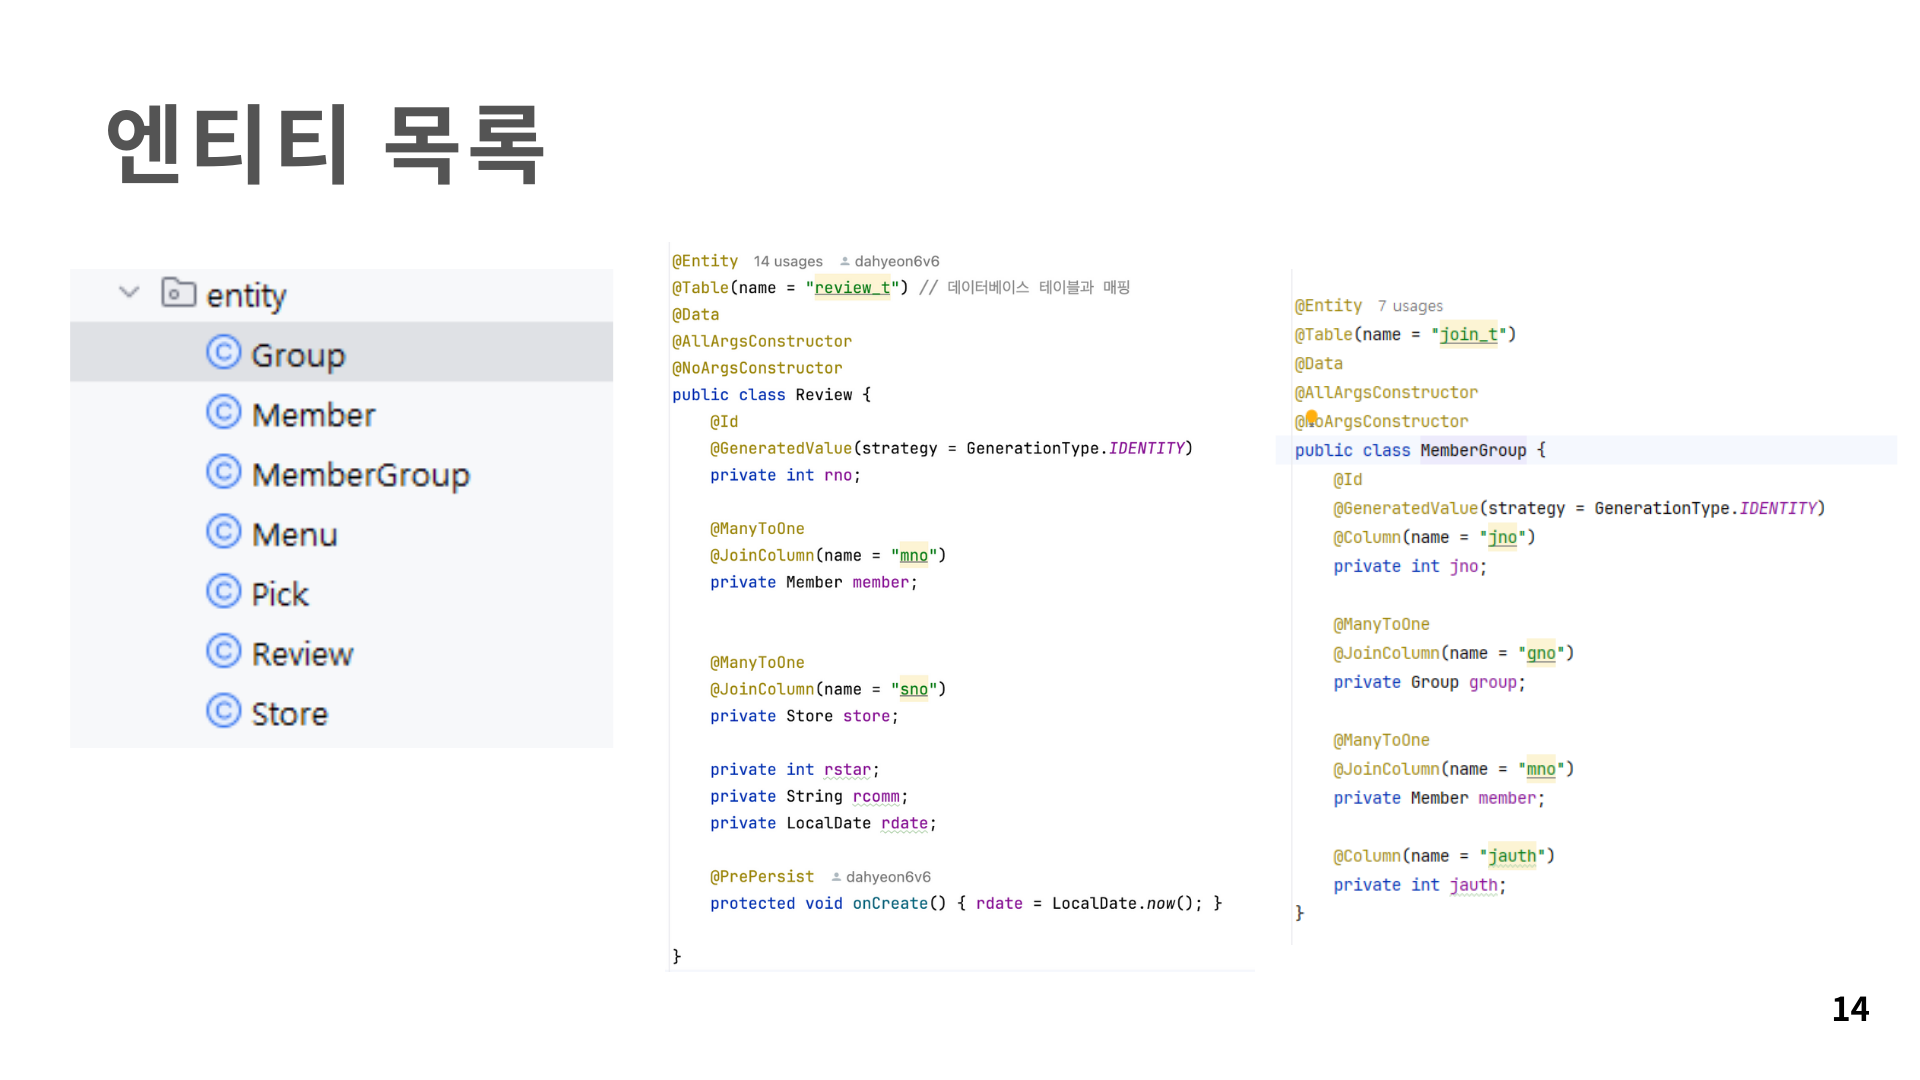 엔티티 목록
entity
Group
Member
MemberGroup
Menu
Pick
Review
Store
@Entity 14 usages dahyeon6v6
@Table(name = "review_t") // 데이터베이스 테이블과 매핑
@Data
@AllArgsConstructor
@NoArgsConstructor
public class Review {
@Id
@GeneratedValue(strategy = GenerationType.IDENTITY)
private int rno;
@ManyToOne
@JoinColumn(name = "mno")
private Member member;
@ManyToOne
@JoinColumn(name = "sno")
private Store store;
private int rstar;
private String rcomm;
private LocalDate rdate;
@PrePersist dahyeon6v6
protected void onCreate() { rdate = LocalDate.now(); }
}
@Entity 7 usages
@Table(name = "join_t")
@Data
@AllArgsConstructor
@NoArgsConstructor
public class MemberGroup {
@Id
@GeneratedValue(strategy = GenerationType.IDENTITY)
@Column(name = "jno")
private int jno;
@ManyToOne
@JoinColumn(name = "gno")
private Group group;
@ManyToOne
@JoinColumn(name = "mno")
private Member member;
@Column(name = "jauth")
private int jauth;
}
14